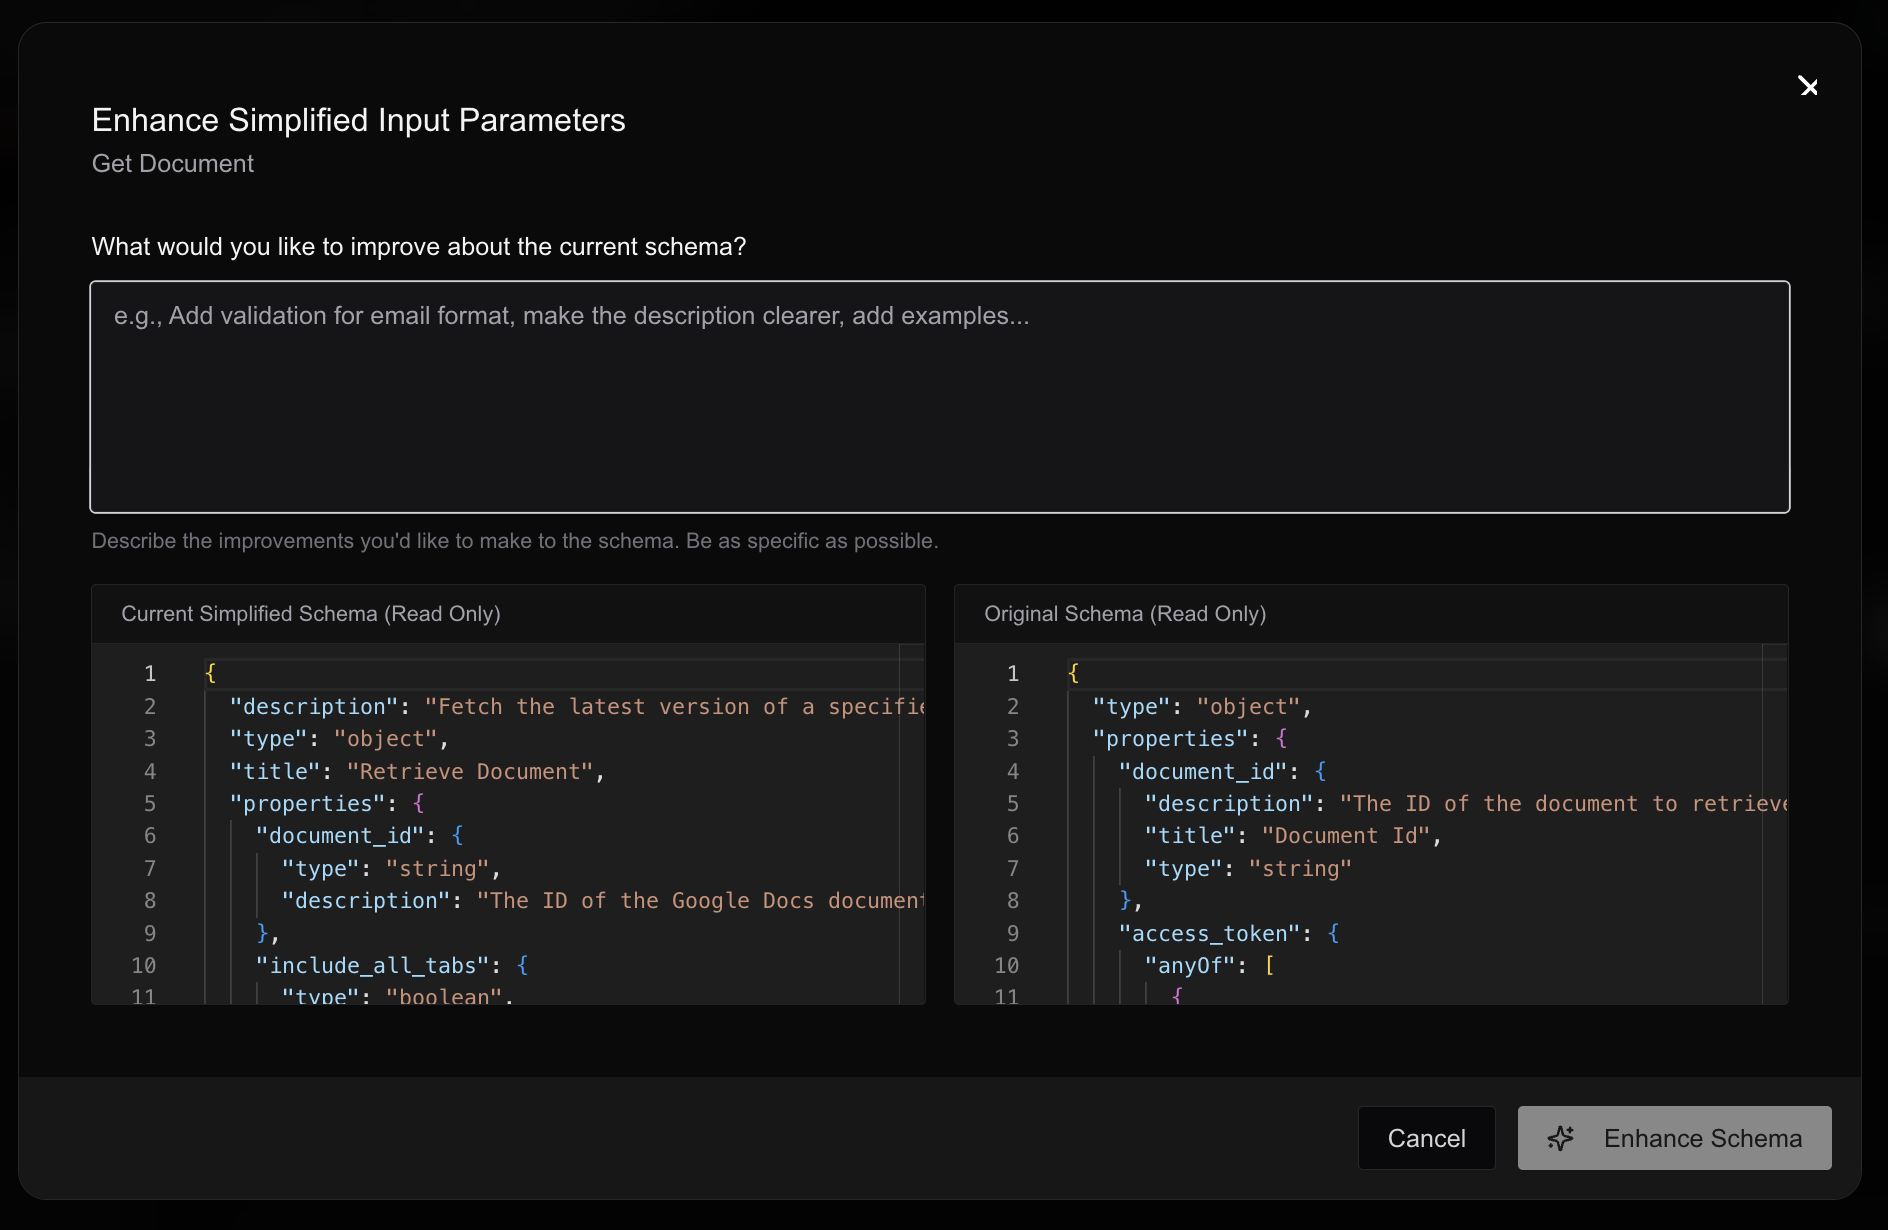 Enhance Simplified Input Parameters
Get Document
What would you like to improve about the current schema?
e.g., Add validation for email format, make the description clearer, add examples...
Describe the improvements you'd like to make to the schema. Be as specific as possible.
Current Simplified Schema (Read Only)
1 {
2 "description": "Fetch the latest version of a
3 "type": "object",
4 "title": "Retrieve Document",
5 "properties": {
6 "document_id": {
7 "type": "string",
8 "description": "The ID of the Google Docs document
9 },
10 "include_all_tabs": {
11 "type": "boolean",
Original Schema (Read Only)
1 {
2 "type": "object",
3 "properties": {
4 "document_id": {
5 "description": "The ID of the document to retrieve
6 "title": "Document Id",
7 "type": "string"
8 },
9 "access_token": {
10 "anyOf": [
11 {
Cancel
Enhance Schema